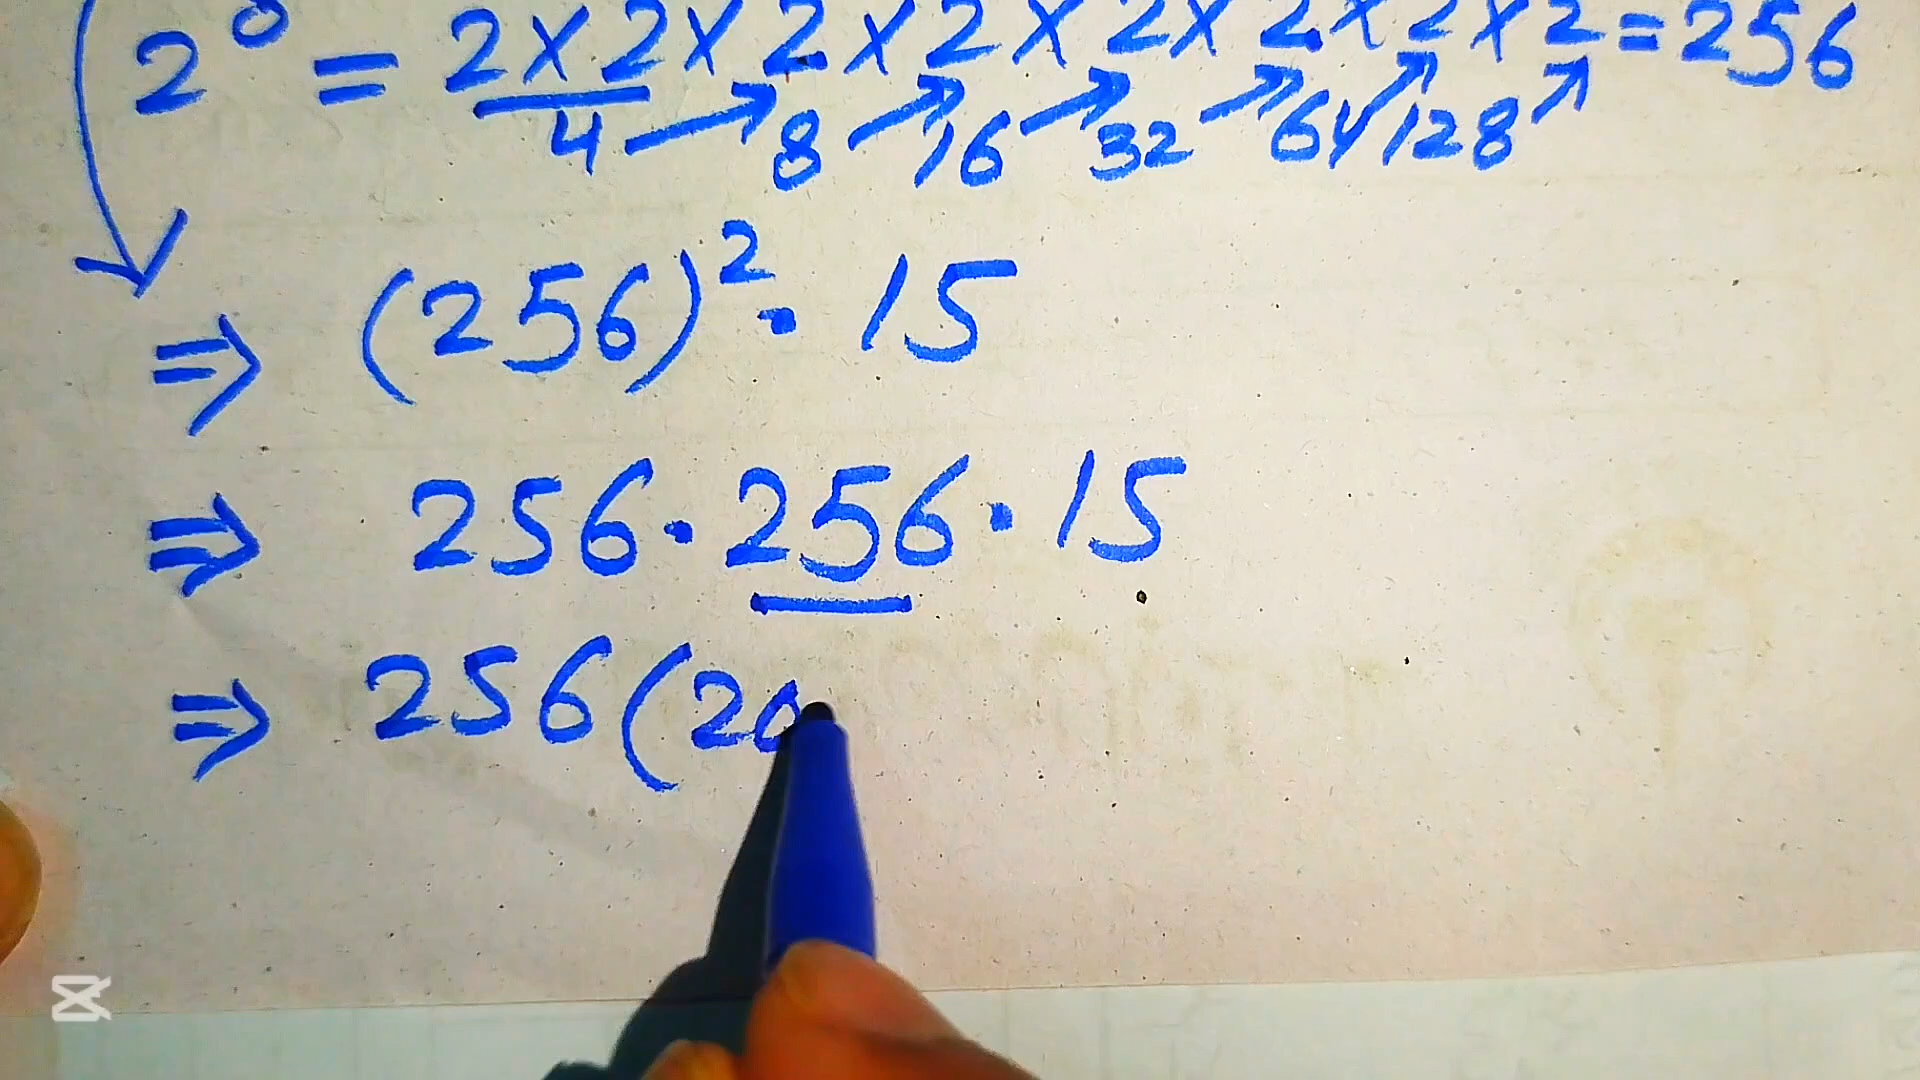 2⁸ = 2 × 2 × 2 × 2 × 2 × 2 × 2 × 2 = 256
4 → 8 → 16 → 32 → 64 → 128 →
⇒ (256)² · 15
⇒ 256 · 256 · 15
⇒ 256 (20